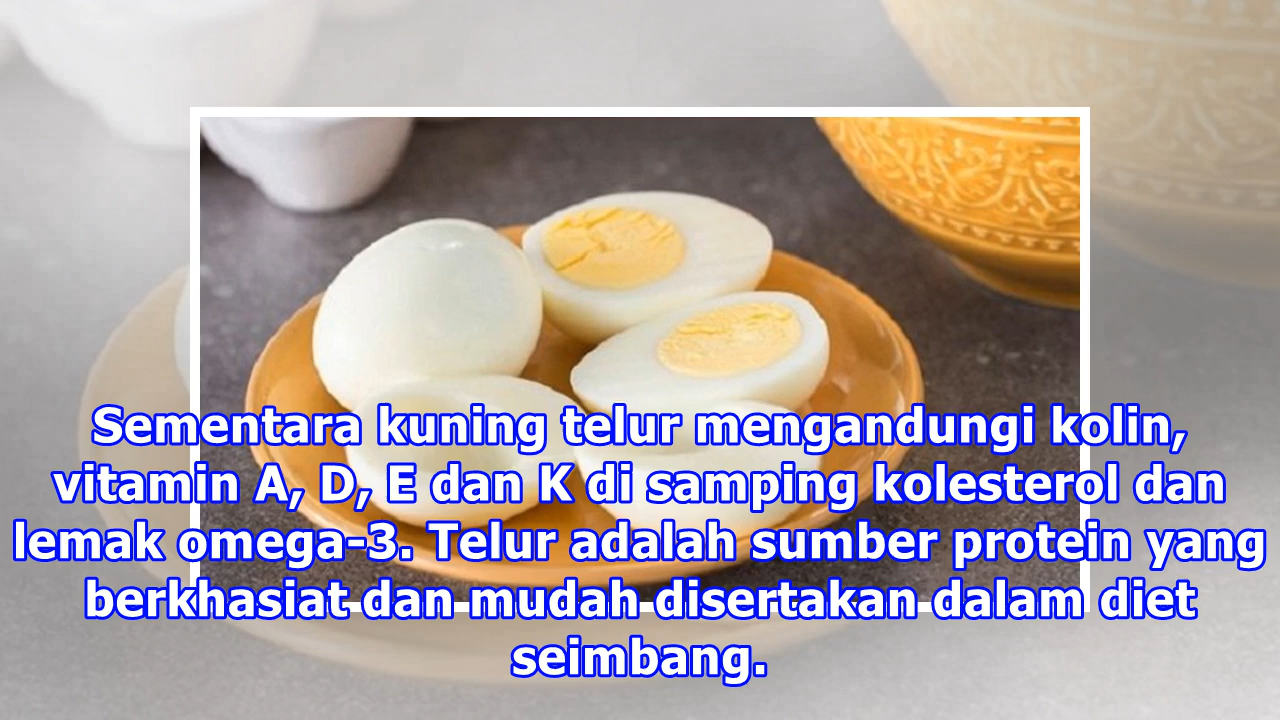 Sementara kuning telur mengandungi kolin,
vitamin A, D, E dan K di samping kolesterol dan
lemak omega-3. Telur adalah sumber protein yang
berkhasiat dan mudah disertakan dalam diet
seimbang.